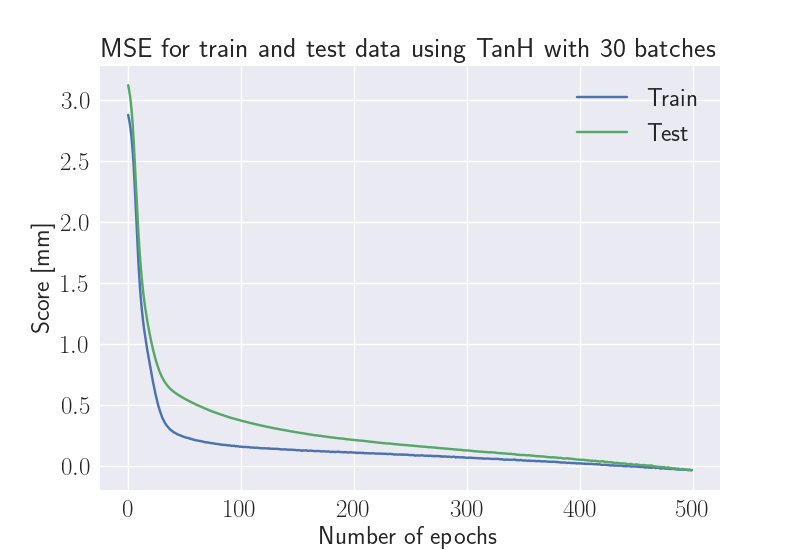 MSE for train and test data using TanH with 30 batches
Train
Test
Score [mm]
3.0
2.5
2.0
1.5
1.0
0.5
0.0
0 100 200 300 400 500
Number of epochs